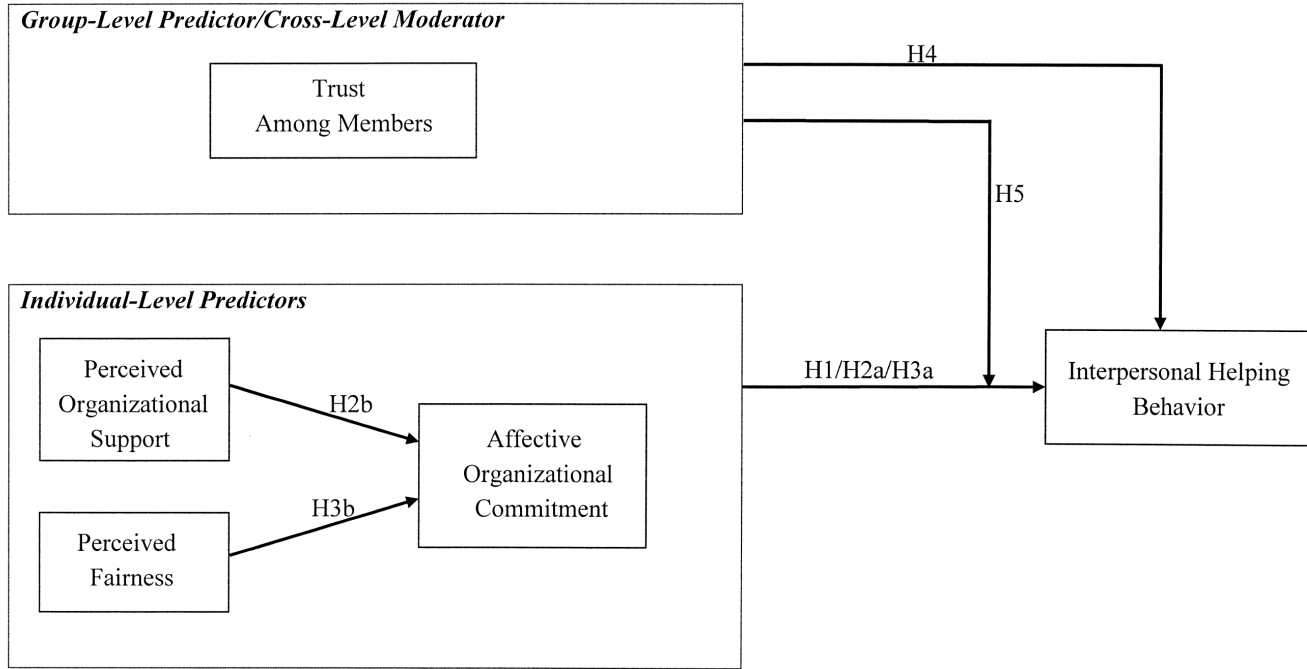 Group-Level Predictor/Cross-Level Moderator
Trust
Among Members
H4
H5
Individual-Level Predictors
Perceived
Organizational
Support
H2b
Affective
Organizational
Commitment
H3b
Perceived
Fairness
H1/H2a/H3a
Interpersonal Helping
Behavior